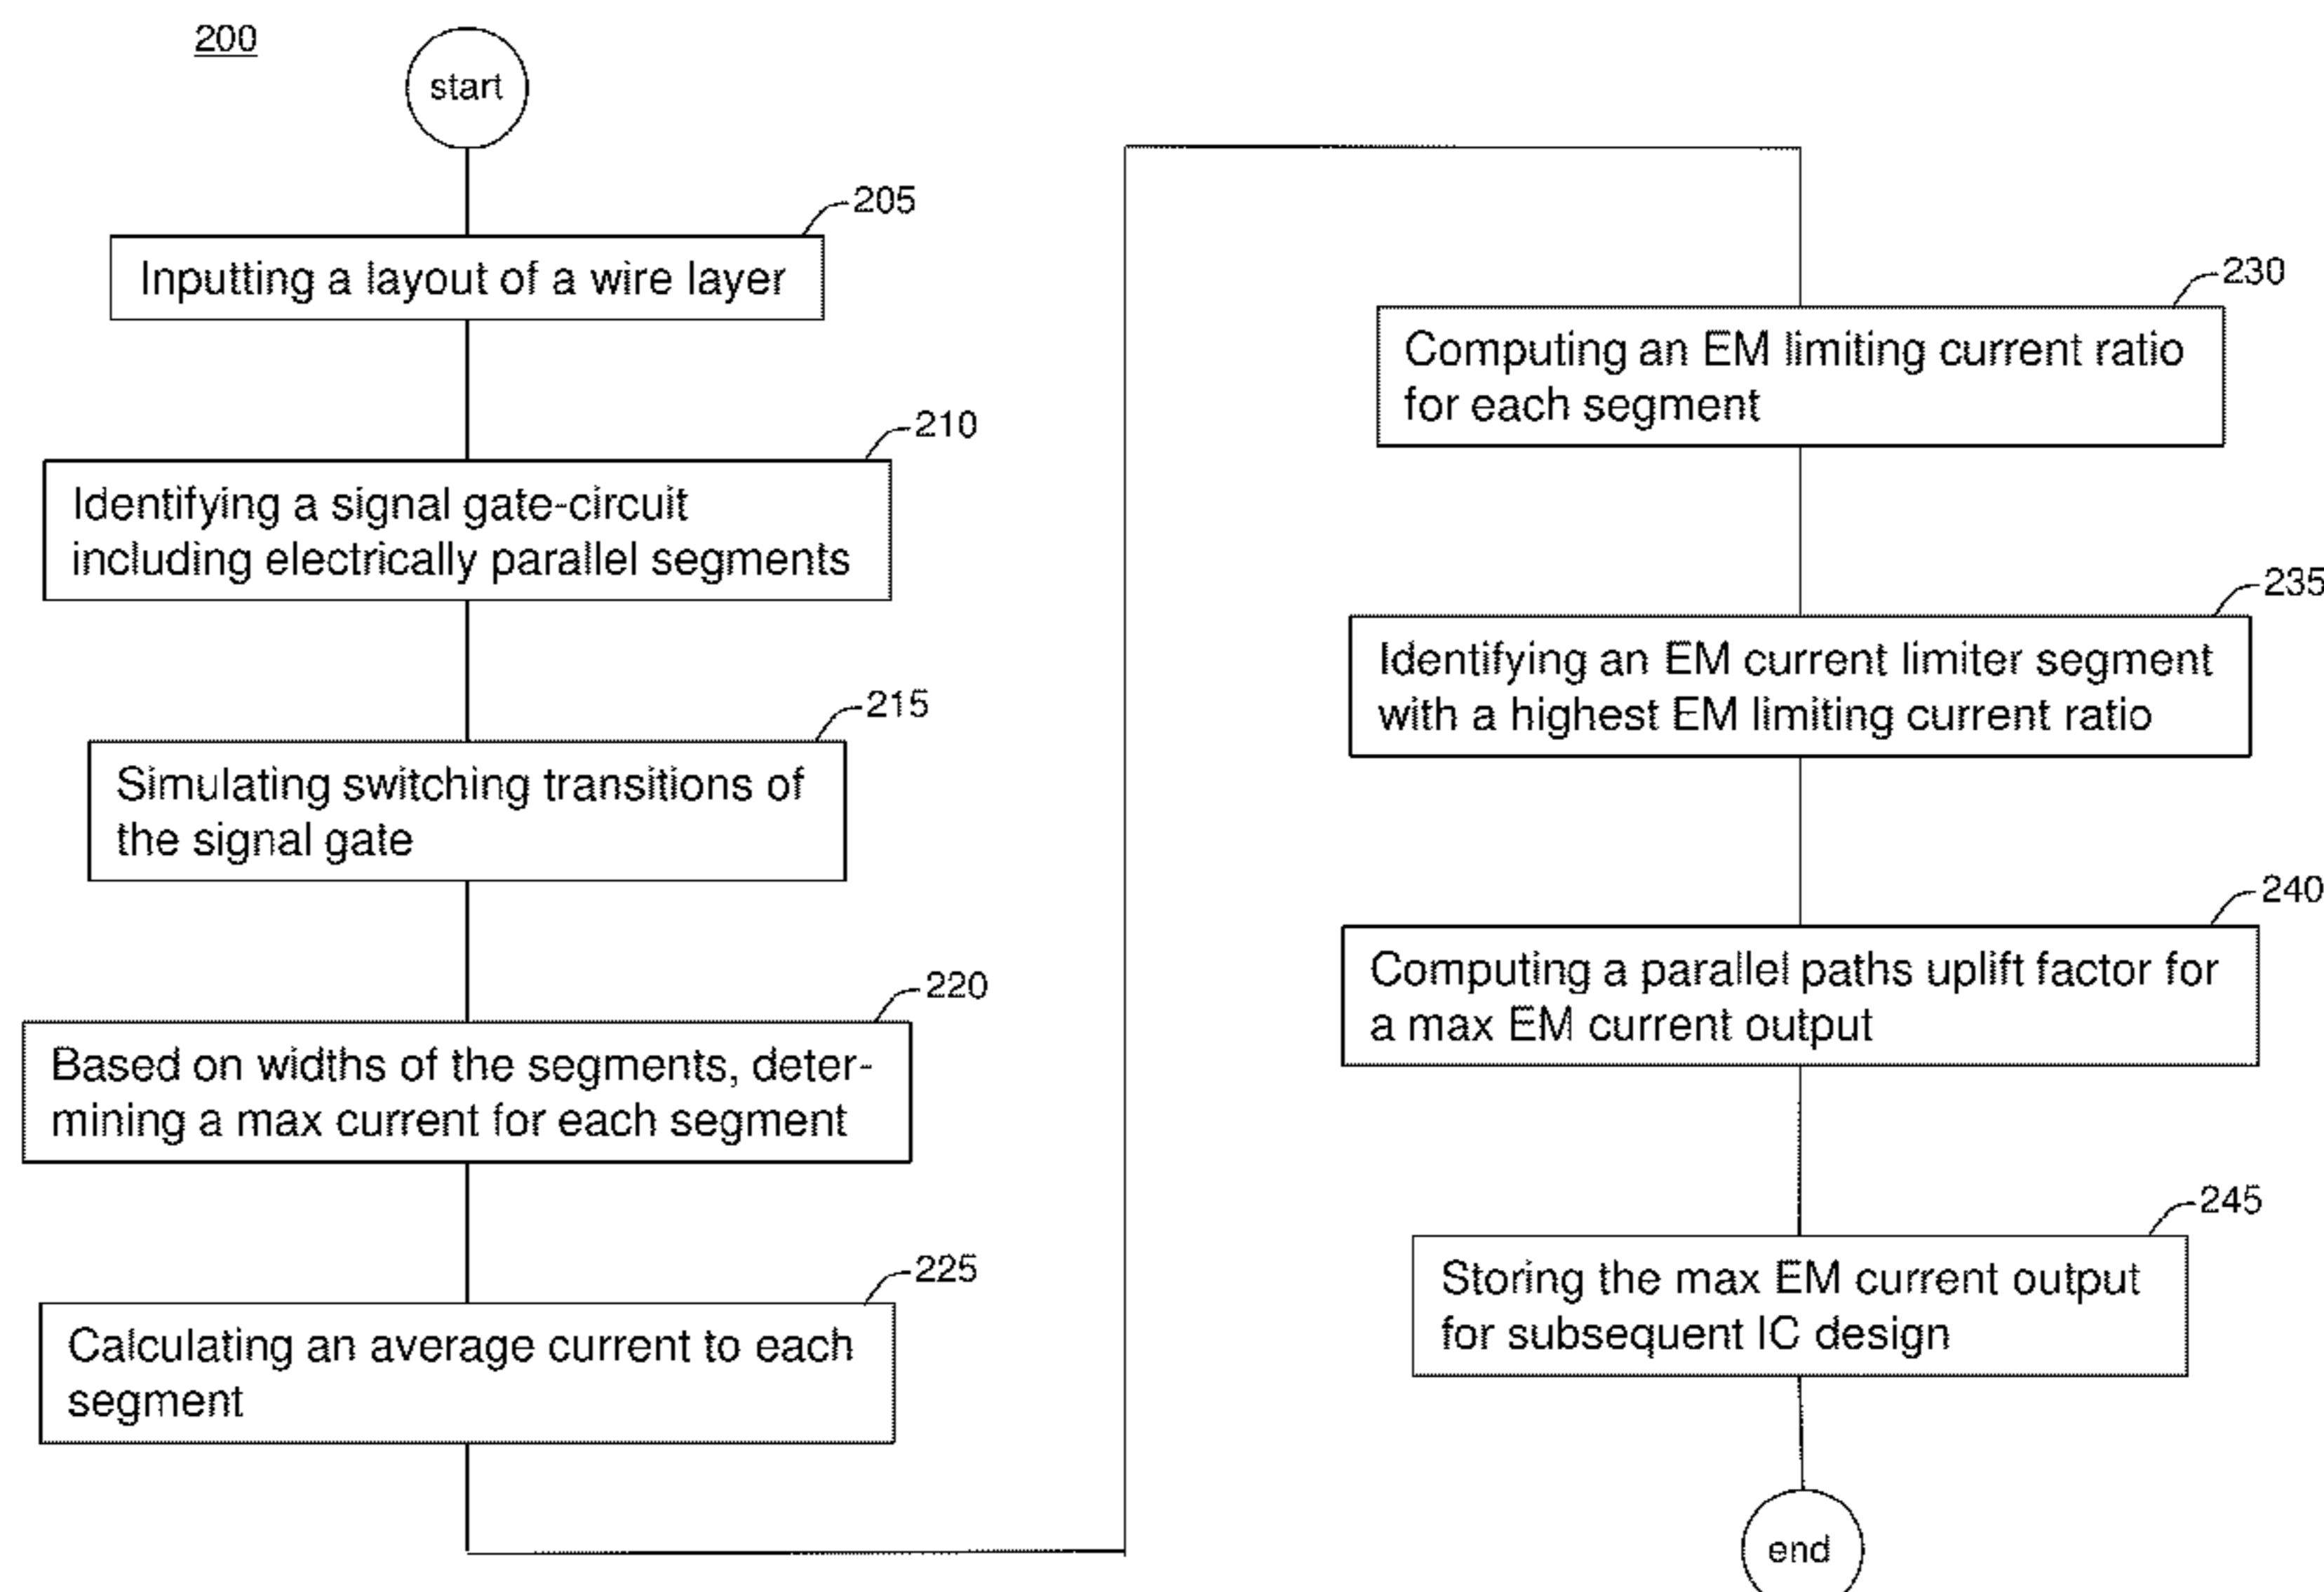 200
start
205
Inputting a layout of a wire layer
210
Identifying a signal gate-circuit
including electrically parallel segments
215
Simulating switching transitions of
the signal gate
220
Based on widths of the segments, deter-
mining a max current for each segment
225
Calculating an average current to each
segment
230
Computing an EM limiting current ratio
for each segment
235
Identifying an EM current limiter segment
with a highest EM limiting current ratio
240
Computing a parallel paths uplift factor for
a max EM current output
245
Storing the max EM current output
for subsequent IC design
end